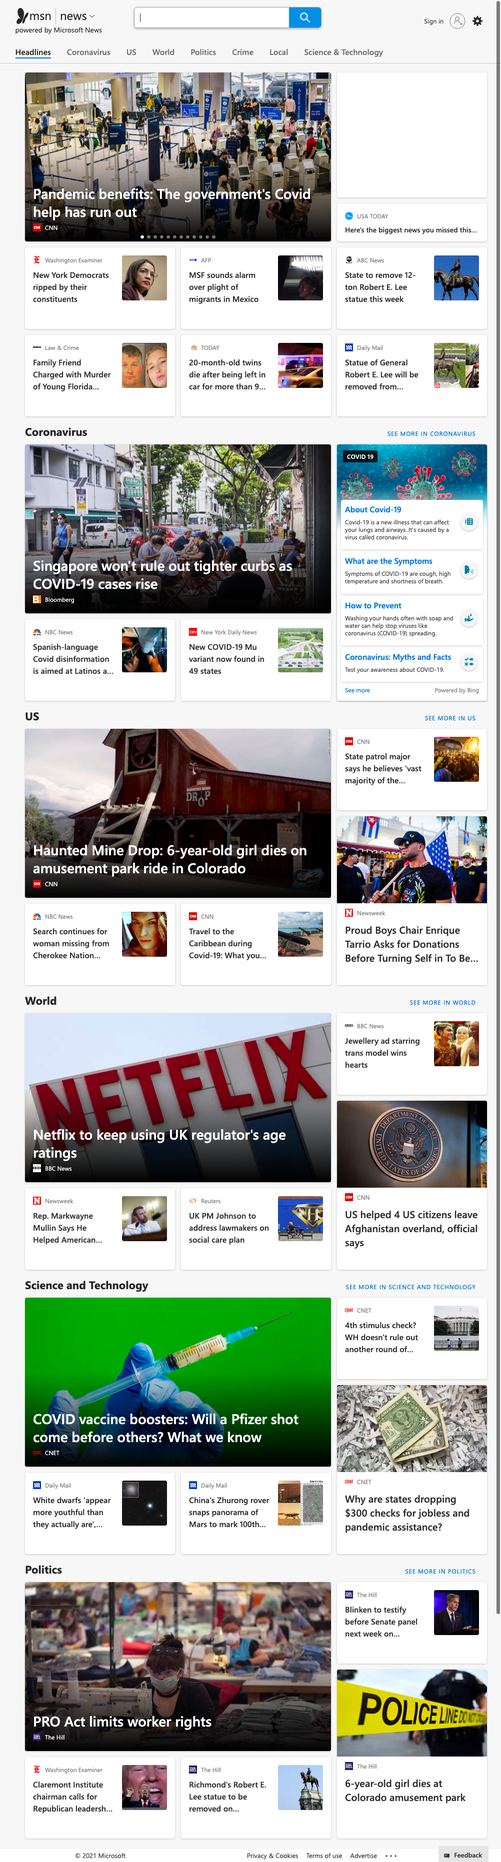 msn news
powered by Microsoft News
Sign in
Headlines Coronavirus US World Politics Crime Local Science & Technology
Pandemic benefits: The government's Covid
help has run out
CNN
USA TODAY
Here's the biggest news you missed this...
Washington Examiner
New York Democrats
ripped by their
constituents
AFP
MSF sounds alarm
over plight of
migrants in Mexico
ABC News
State to remove 12-
ton Robert E. Lee
statue this week
Law & Crime
Family Friend
Charged with Murder
of Young Florida...
TODAY
20-month-old twins
die after being left in
car for more than 9...
Daily Mail
Statue of General
Robert E. Lee will be
removed from...
Coronavirus
SEE MORE IN CORONAVIRUS
Singapore won't rule out tighter curbs as
COVID-19 cases rise
Bloomberg
COVID 19
About Covid-19
Covid-19 is a new illness that can affect
your lungs and airways. It's caused by a
virus called coronavirus.
What are the Symptoms
Symptoms of COVID-19 are cough, high
temperature and shortness of breath.
How to Prevent
Washing your hands often with soap and
water can help stop viruses like
coronavirus (COVID-19) spreading.
Coronavirus: Myths and Facts
Test your awareness about COVID-19.
See more
Powered by Bing
NBC News
Spanish-language
Covid disinformation
is aimed at Latinos a...
New York Daily News
New COVID-19 Mu
variant now found in
49 states
US
SEE MORE IN US
DROP
Haunted Mine Drop: 6-year-old girl dies on
amusement park ride in Colorado
CNN
CNN
State patrol major
says he believes 'vast
majority of the...
Newsweek
Proud Boys Chair Enrique
Tarrio Asks for Donations
Before Turning Self in To Be...
NBC News
Search continues for
woman missing from
Cherokee Nation...
CNN
Travel to the
Caribbean during
Covid-19: What you...
World
SEE MORE IN WORLD
NETFLIX
Netflix to keep using UK regulator's age
ratings
BBC News
BBC News
Jewellery ad starring
trans model wins
hearts
CNN
US helped 4 US citizens leave
Afghanistan overland, official
says
Newsweek
Rep. Markwayne
Mullin Says He
Helped American...
Reuters
UK PM Johnson to
address lawmakers on
social care plan
Science and Technology
SEE MORE IN SCIENCE AND TECHNOLOGY
COVID vaccine boosters: Will a Pfizer shot
come before others? What we know
CNET
CNET
4th stimulus check?
WH doesn't rule out
another round of...
CNET
Why are states dropping
$300 checks for jobless and
pandemic assistance?
Daily Mail
White dwarfs 'appear
more youthful than
they actually are',...
Daily Mail
China's Zhurong rover
snaps panorama of
Mars to mark 100th...
Politics
SEE MORE IN POLITICS
PRO Act limits worker rights
The Hill
The Hill
Blinken to testify
before Senate panel
next week on...
POLICE LINE DO NOT
The Hill
6-year-old girl dies at
Colorado amusement park
Washington Examiner
Claremont Institute
chairman calls for
Republican leadersh...
The Hill
Richmond's Robert E.
Lee statue to be
removed on...
© 2021 Microsoft
Privacy & Cookies Terms of use Advertise ...
Feedback